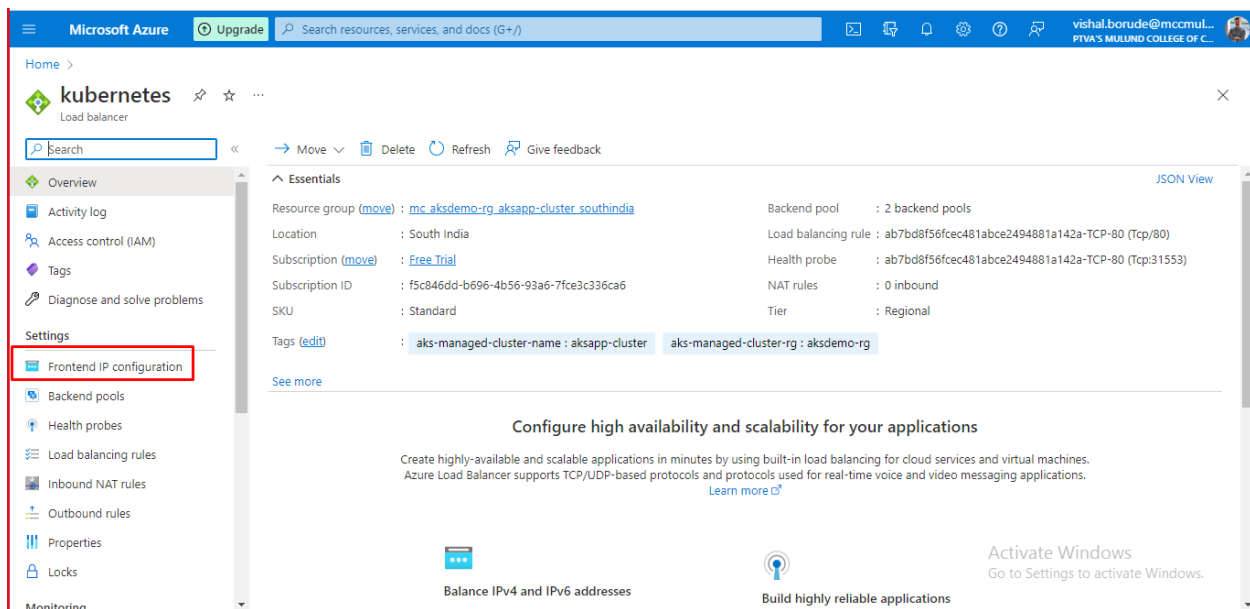 Microsoft Azure
Upgrade
Search resources, services, and docs (G+/)
vishal.borude@mccmul...
PTVA'S MULUND COLLEGE OF C...
Home >
kubernetes
Load balancer
Search
Move
Delete
Refresh
Give feedback
Overview
Activity log
Access control (IAM)
Tags
Diagnose and solve problems
Settings
Frontend IP configuration
Backend pools
Health probes
Load balancing rules
Inbound NAT rules
Outbound rules
Properties
Locks
Monitoring
Essentials
JSON View
Resource group (move) : mc_aksdemo-rg_aksapp-cluster_southindia
Location : South India
Subscription (move) : Free Trial
Subscription ID : f5c846dd-b696-4b56-93a6-7fce3c336ca6
SKU : Standard
Backend pool : 2 backend pools
Load balancing rule : ab7bd8f56fcec481abce2494881a142a-TCP-80 (Tcp/80)
Health probe : ab7bd8f56fcec481abce2494881a142a-TCP-80 (Tcp:31553)
NAT rules : 0 inbound
Tier : Regional
Tags (edit) : aks-managed-cluster-name : aksapp-cluster aks-managed-cluster-rg : aksdemo-rg
See more
Configure high availability and scalability for your applications
Create highly-available and scalable applications in minutes by using built-in load balancing for cloud services and virtual machines.
Azure Load Balancer supports TCP/UDP-based protocols and protocols used for real-time voice and video messaging applications.
Learn more
Balance IPv4 and IPv6 addresses
Build highly reliable applications
Activate Windows
Go to Settings to activate Windows.